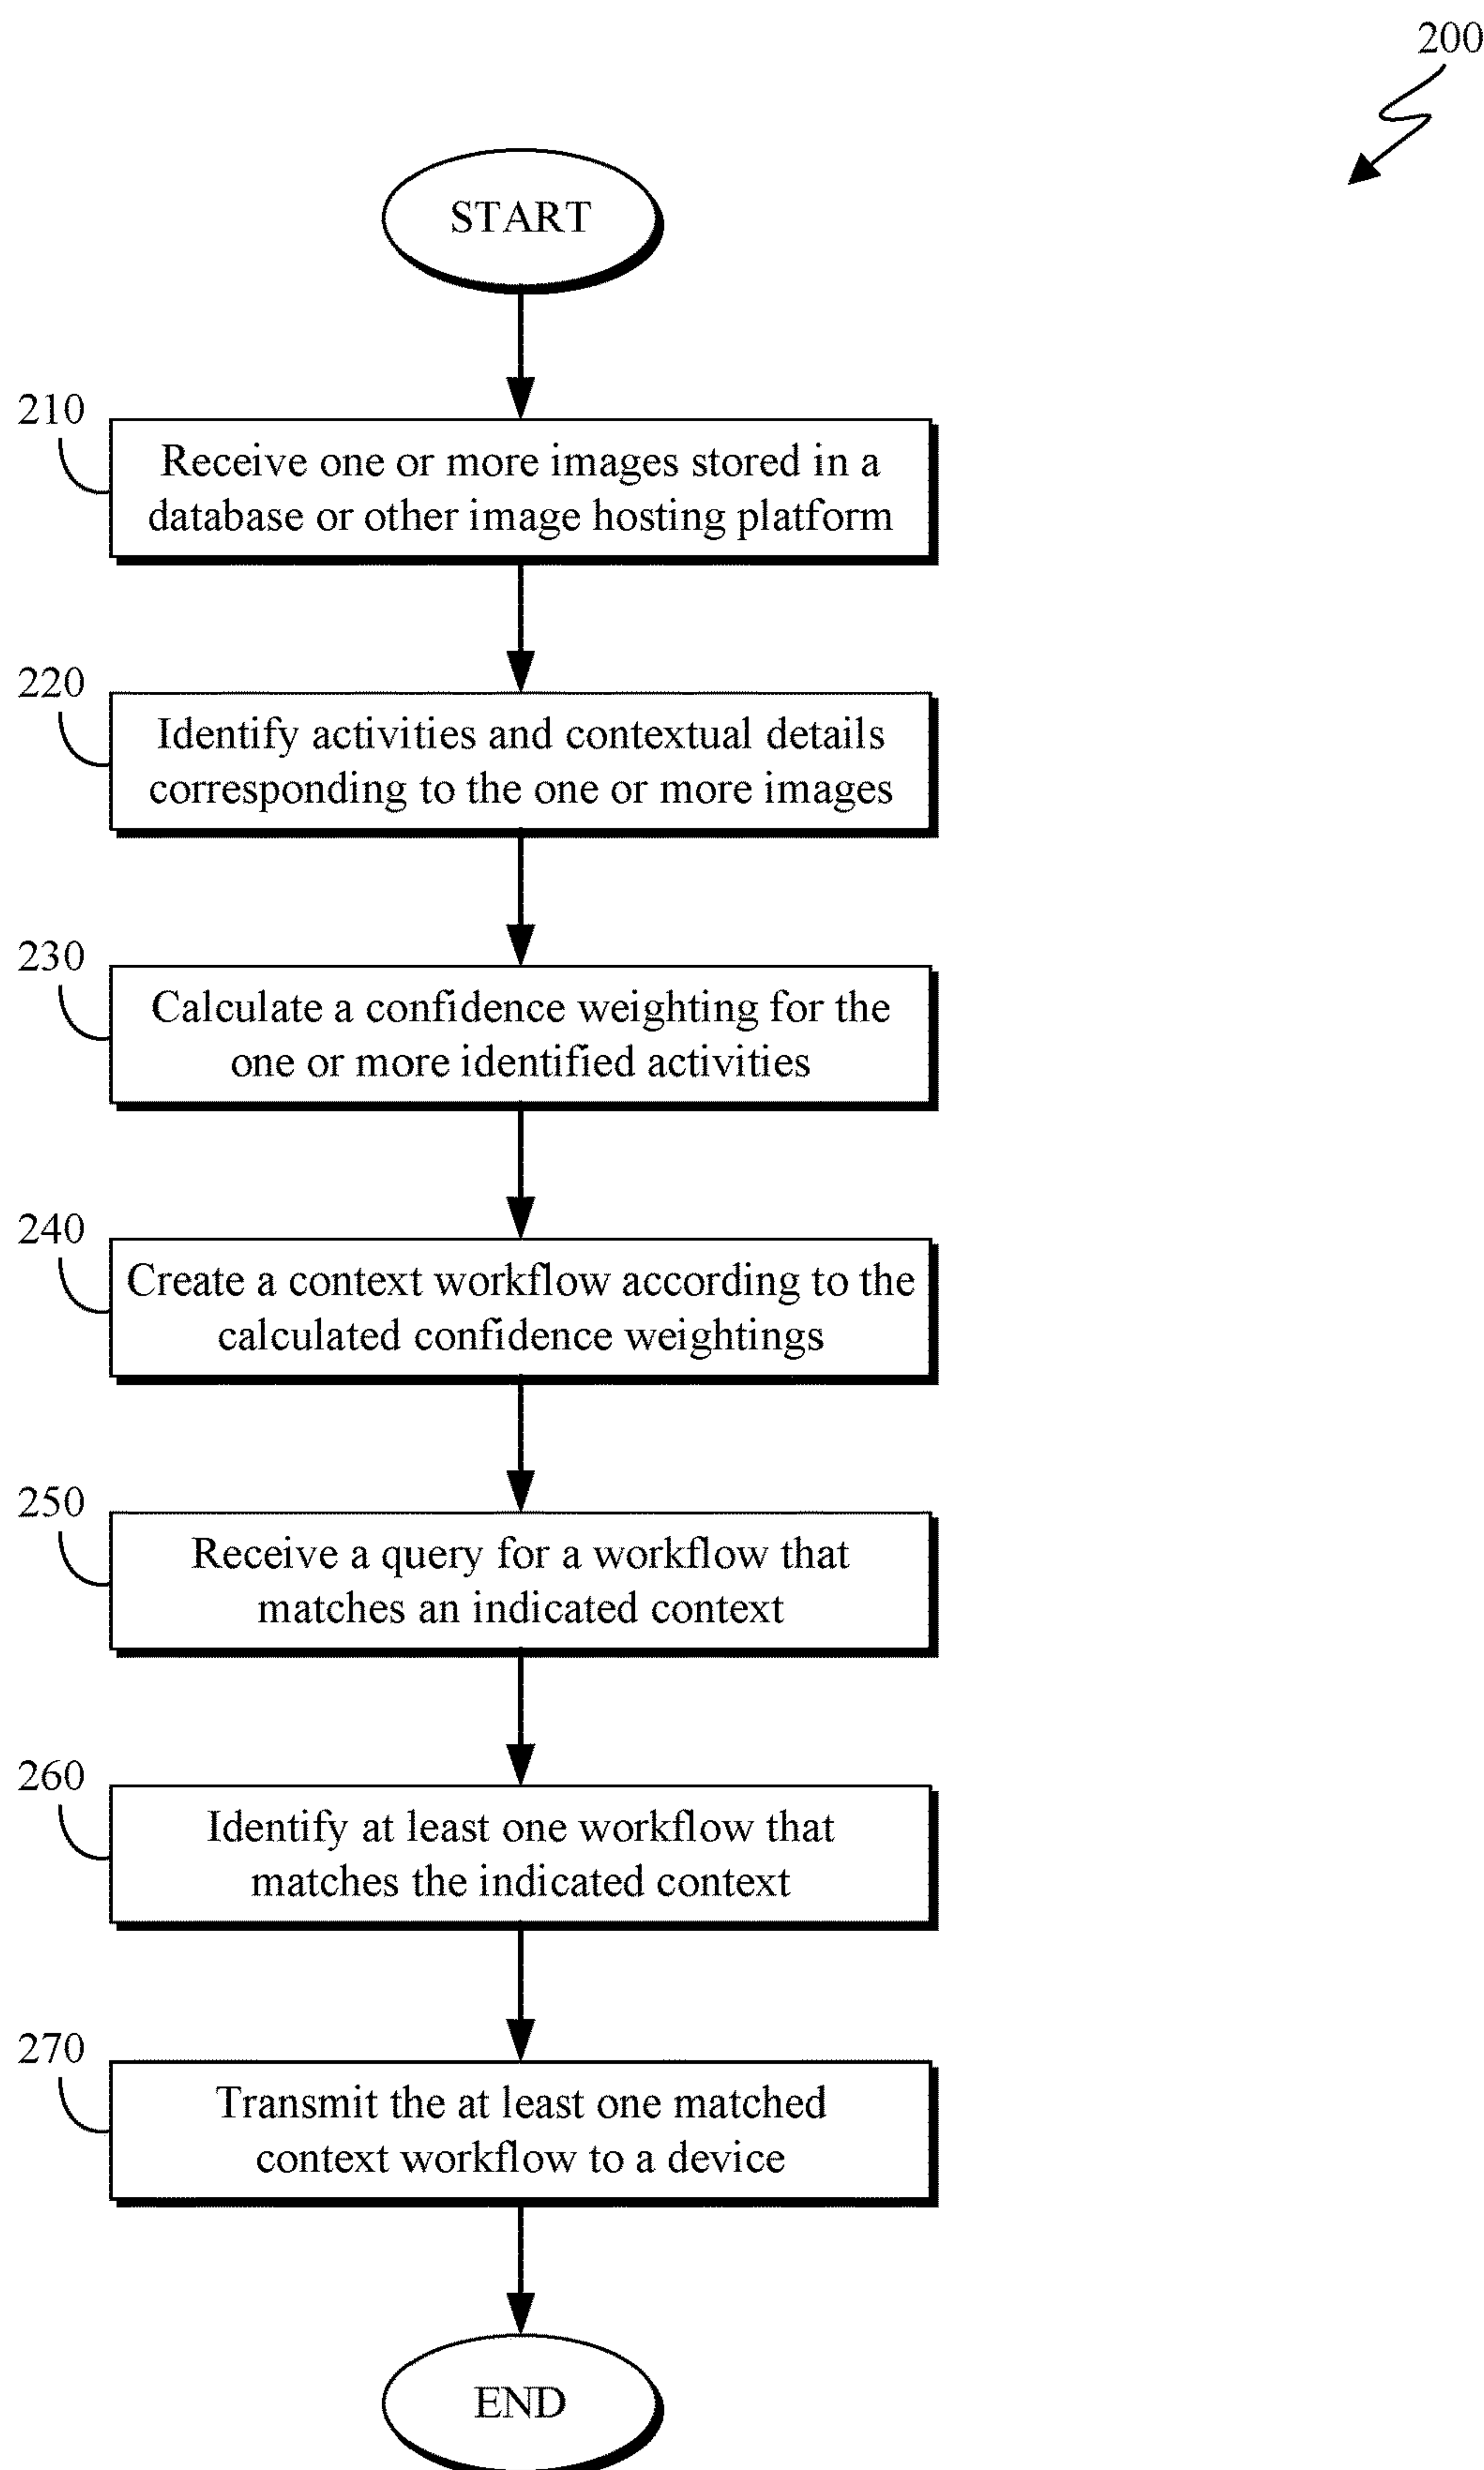 200
START
210
Receive one or more images stored in a
database or other image hosting platform
220
Identify activities and contextual details
corresponding to the one or more images
230
Calculate a confidence weighting for the
one or more identified activities
240
Create a context workflow according to the
calculated confidence weightings
250
Receive a query for a workflow that
matches an indicated context
260
Identify at least one workflow that
matches the indicated context
270
Transmit the at least one matched
context workflow to a device
END